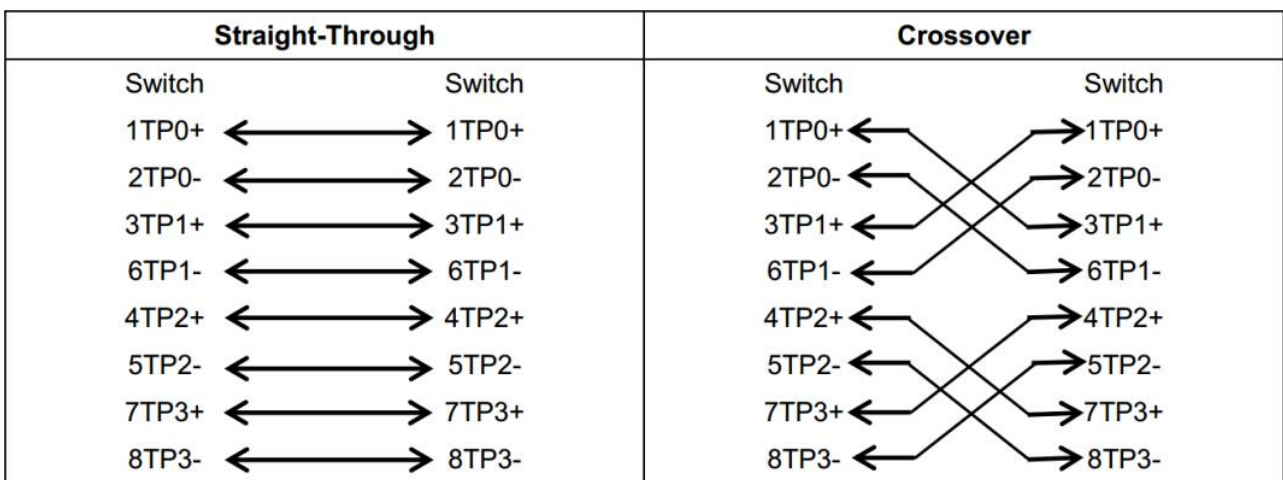 Straight-Through Crossover
Switch Switch Switch Switch
1TP0+ 1TP0+ 1TP0+ 1TP0+
2TP0- 2TP0- 2TP0- 2TP0-
3TP1+ 3TP1+ 3TP1+ 3TP1+
6TP1- 6TP1- 6TP1- 6TP1-
4TP2+ 4TP2+ 4TP2+ 4TP2+
5TP2- 5TP2- 5TP2- 5TP2-
7TP3+ 7TP3+ 7TP3+ 7TP3+
8TP3- 8TP3- 8TP3- 8TP3-